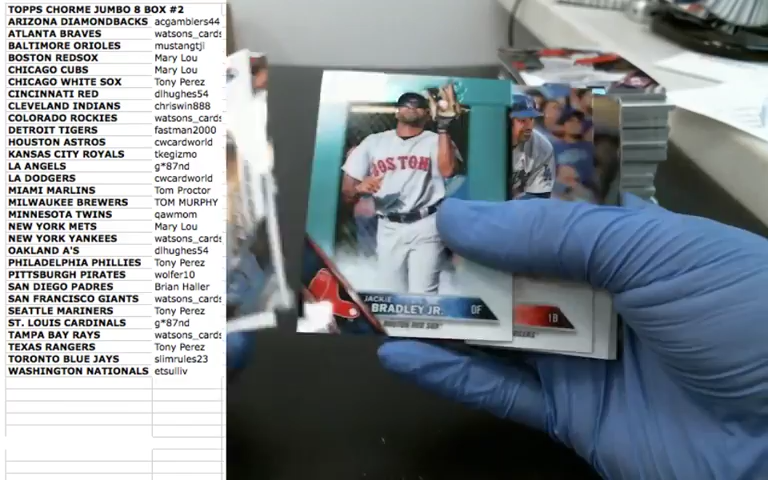 TOPPS CHORME JUMBO 8 BOX #2
ARIZONA DIAMONDBACKS acgamblers44
ATLANTA BRAVES watsons_cards
BALTIMORE ORIOLES mustangtjl
BOSTON REDSOX Mary Lou
CHICAGO CUBS Mary Lou
CHICAGO WHITE SOX Tony Perez
CINCINNATI RED dlhughes54
CLEVELAND INDIANS chriswin888
COLORADO ROCKIES watsons_cards
DETROIT TIGERS fastman2000
HOUSTON ASTROS cwcardworld
KANSAS CITY ROYALS tkegizmo
LA ANGELS g*87nd
LA DODGERS cwcardworld
MIAMI MARLINS Tom Proctor
MILWAUKEE BREWERS TOM MURPHY
MINNESOTA TWINS qawmom
NEW YORK METS Mary Lou
NEW YORK YANKEES watsons_cards
OAKLAND A'S dlhughes54
PHILADELPHIA PHILLIES Tony Perez
PITTSBURGH PIRATES wolfer10
SAN DIEGO PADRES Brian Haller
SAN FRANCISCO GIANTS watsons_cards
SEATTLE MARINERS Tony Perez
ST. LOUIS CARDINALS g*87nd
TAMPA BAY RAYS watsons_cards
TEXAS RANGERS Tony Perez
TORONTO BLUE JAYS slimrules23
WASHINGTON NATIONALS etsulliv
BOSTON
JACKIE
BRADLEY JR. OF
BOSTON RED SOX
1B